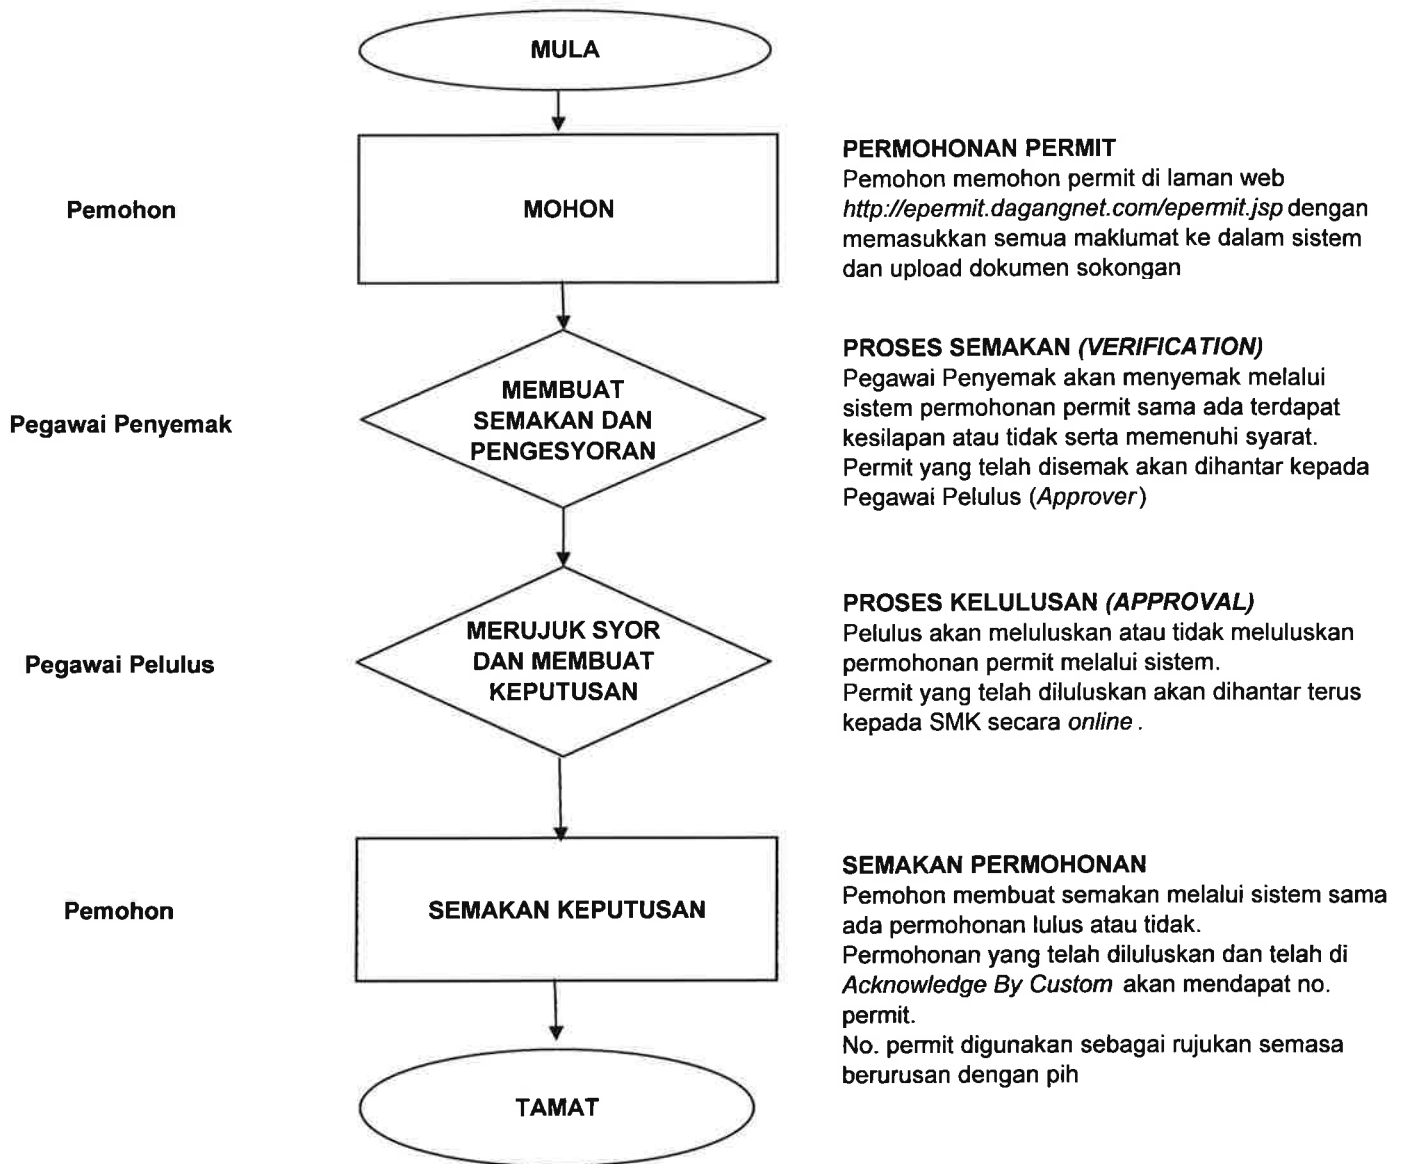 MULA
Pemohon
MOHON
PERMOHONAN PERMIT
Pemohon memohon permit di laman web
http://epermit.dagangnet.com/epermit.jsp dengan
memasukkan semua maklumat ke dalam sistem
dan upload dokumen sokongan
Pegawai Penyemak
MEMBUAT
SEMAKAN DAN
PENGESYORAN
PROSES SEMAKAN (VERIFICATION)
Pegawai Penyemak akan menyemak melalui
sistem permohonan permit sama ada terdapat
kesilapan atau tidak serta memenuhi syarat.
Permit yang telah disemak akan dihantar kepada
Pegawai Pelulus (Approver)
Pegawai Pelulus
MERUJUK SYOR
DAN MEMBUAT
KEPUTUSAN
PROSES KELULUSAN (APPROVAL)
Pelulus akan meluluskan atau tidak meluluskan
permohonan permit melalui sistem.
Permit yang telah diluluskan akan dihantar terus
kepada SMK secara online .
Pemohon
SEMAKAN KEPUTUSAN
SEMAKAN PERMOHONAN
Pemohon membuat semakan melalui sistem sama
ada permohonan lulus atau tidak.
Permohonan yang telah diluluskan dan telah di
Acknowledge By Custom akan mendapat no.
permit.
No. permit digunakan sebagai rujukan semasa
berurusan dengan pih
TAMAT